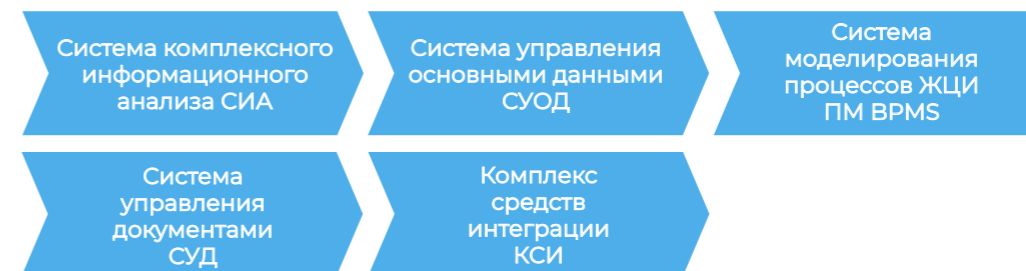 Система комплексного
информационного
анализа СИА
Система управления
основными данными
СУОД
Система
моделирования
процессов ЖЦИ
ПМ BPMS
Система
управления
документами
СУД
Комплекс
средств
интеграции
КСИ